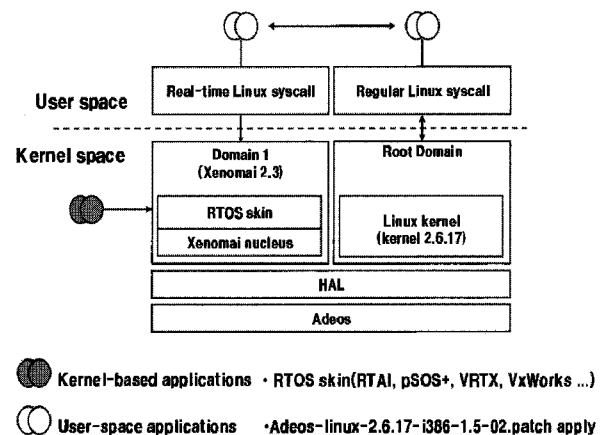 User space
Real-time Linux syscall
Regular Linux syscall
Kernel space
Domain 1
(Xenomai 2.3)
Root Domain
RTOS skin
Xenomai nucleus
Linux kernel
(kernel 2.6.17)
HAL
Adeos
Kernel-based applications • RTOS skin(RTAI, pSOS+, VRTX, VxWorks ...)
User-space applications •Adeos-linux-2.6.17-i386-1.5-02.patch apply